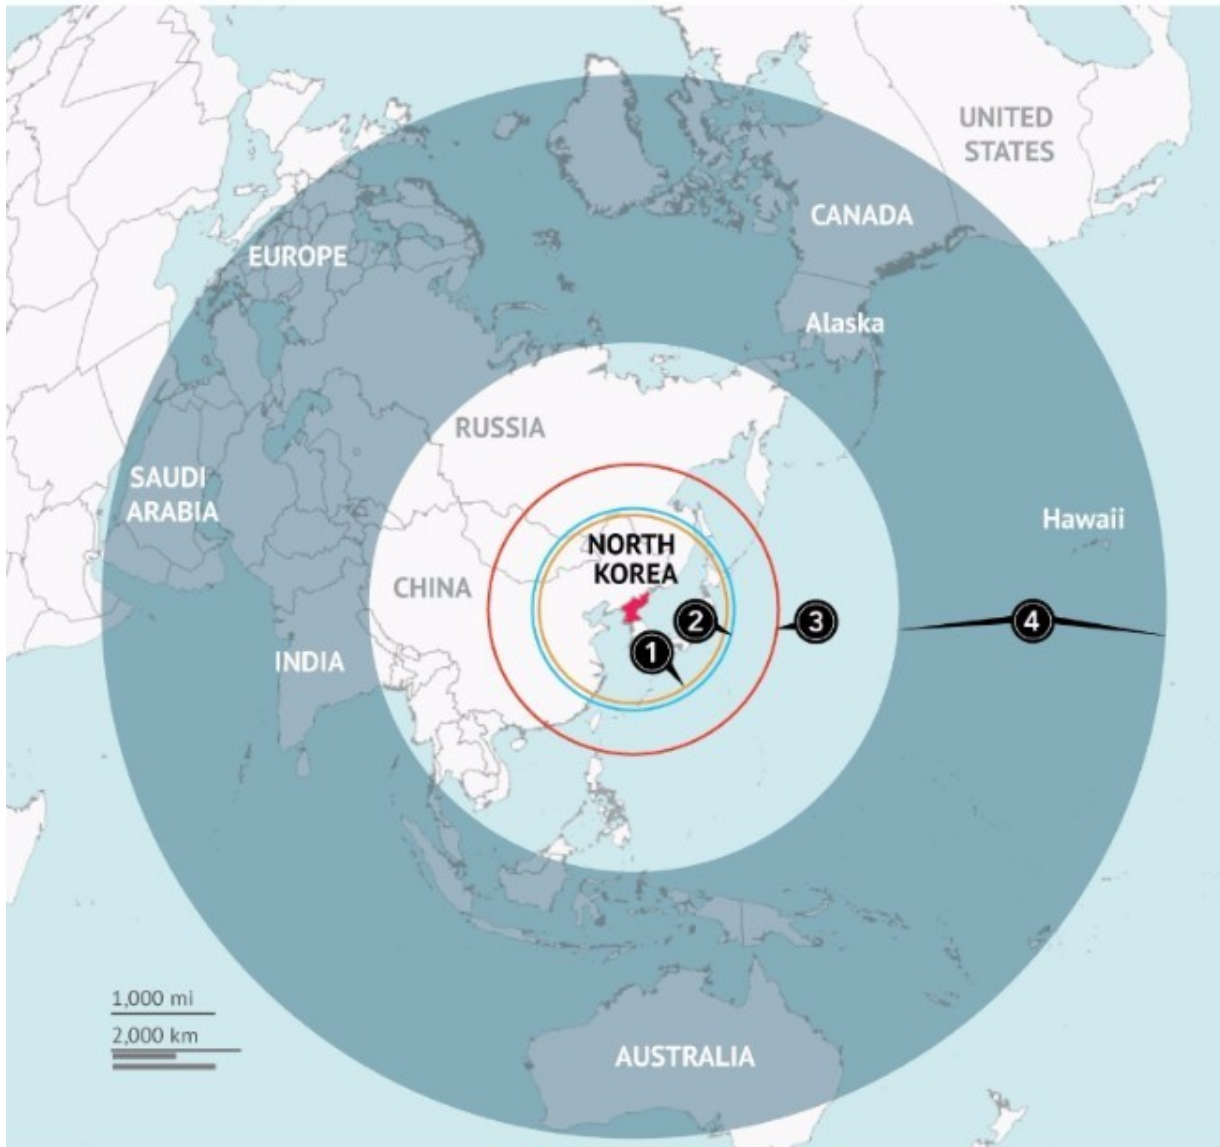 UNITED
STATES
CANADA
EUROPE
Alaska
RUSSIA
SAUDI
ARABIA
Hawaii
NORTH
KOREA
CHINA
2
3
4
1
INDIA
1,000 mi
2,000 km
AUSTRALIA